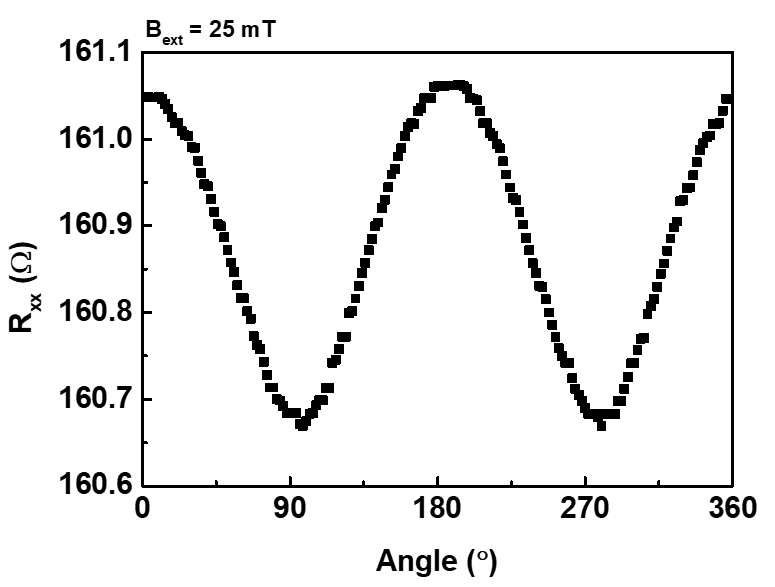 B_ext = 25 mT
161.1
161.0
160.9
160.8
160.7
160.6
R_xx (Ω)
0 90 180 270 360
Angle (°)